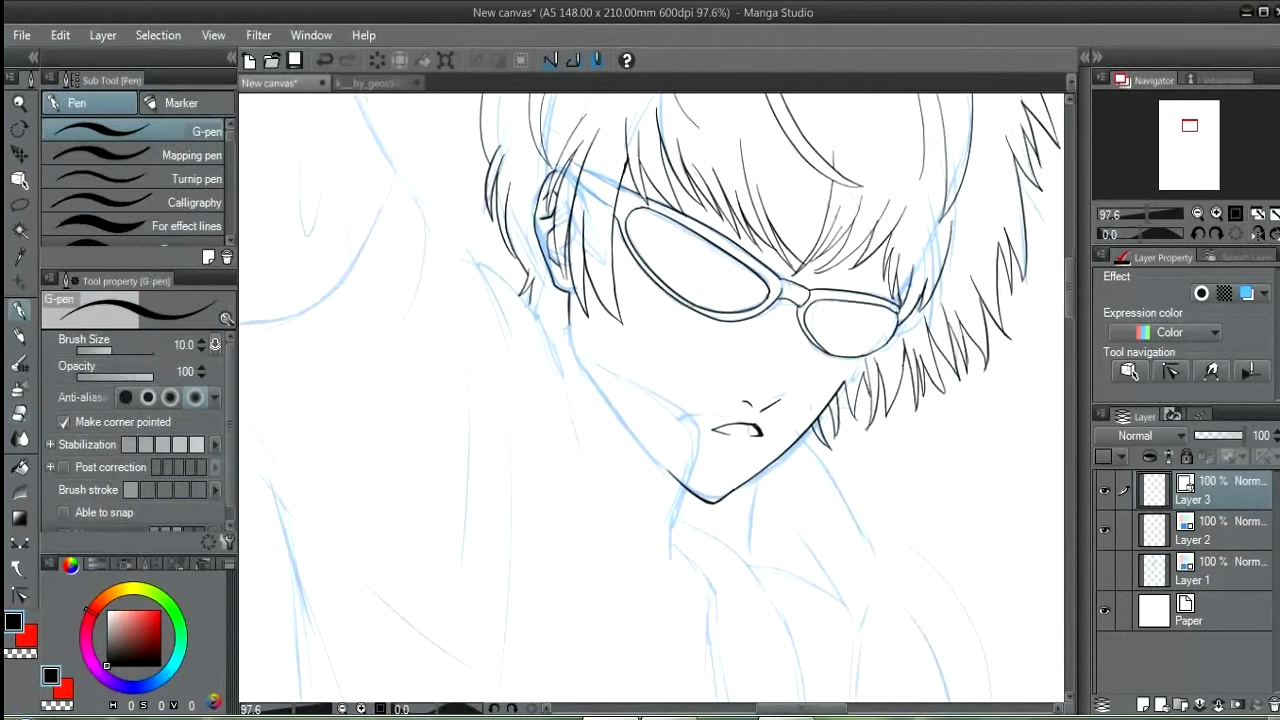 New canvas* (A5 148.00 x 210.00mm 600dpi 97.6%) - Manga Studio
File Edit Layer Selection View Filter Window Help
Sub Tool [Pen]
Pen Marker
G-pen
Mapping pen
Turnip pen
Calligraphy
For effect lines
Tool property [G-pen]
G-pen
Brush Size 10.0
Opacity 100
Anti-alias
Make corner pointed
Stabilization
Post correction
Brush stroke
Able to snap
H 0 S 0 V 0
New canvas*
97.6 0.0
Navigator
97.6
0.0
Layer Property
Effect
Expression color
Color
Tool navigation
Layer
Normal 100
100 % Norm...
Layer 3
100 % Norm...
Layer 2
100 % Norm...
Layer 1
Paper